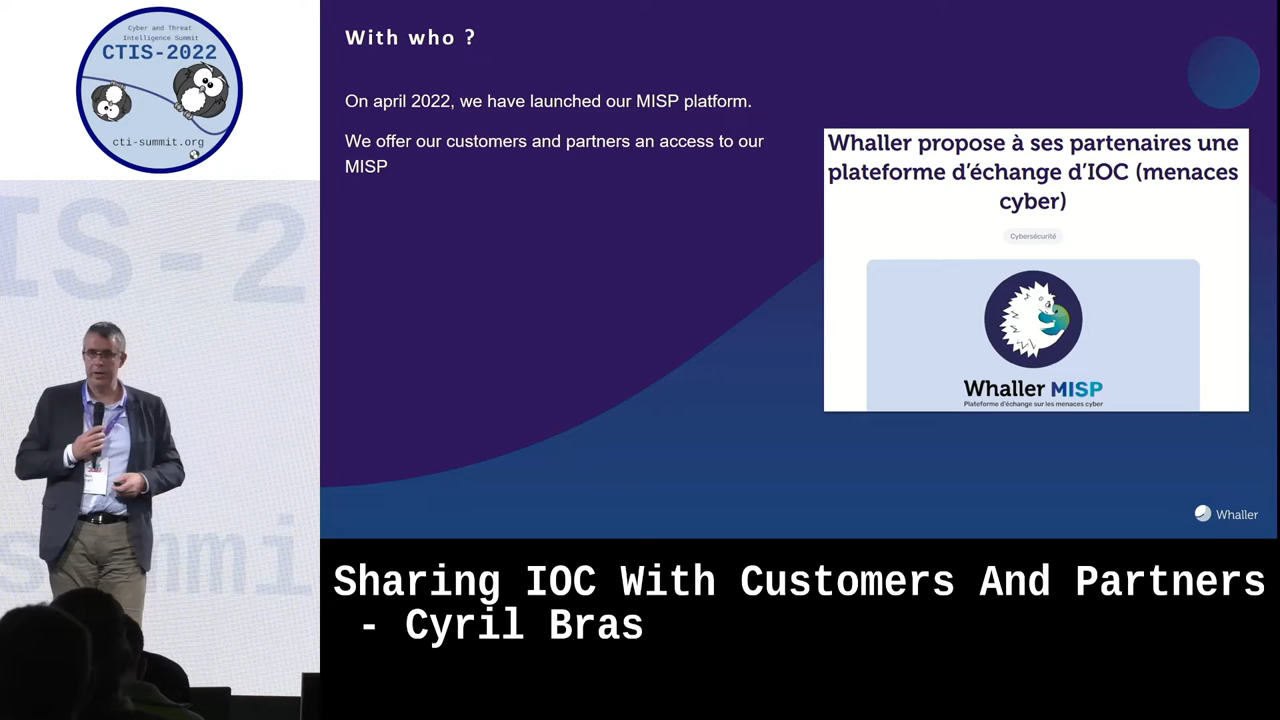 Cyber and Threat
Intelligence Summit
CTIS-2022
cti-summit.org
With who ?
On april 2022, we have launched our MISP platform.
We offer our customers and partners an access to our
MISP
Whaller propose à ses partenaires une
plateforme d'échange d'IOC (menaces
cyber)
Cybersécurité
Whaller MISP
Plateforme d'échange sur les menaces cyber
Whaller
IS-2
summi
Sharing IOC With Customers And Partners
- Cyril Bras